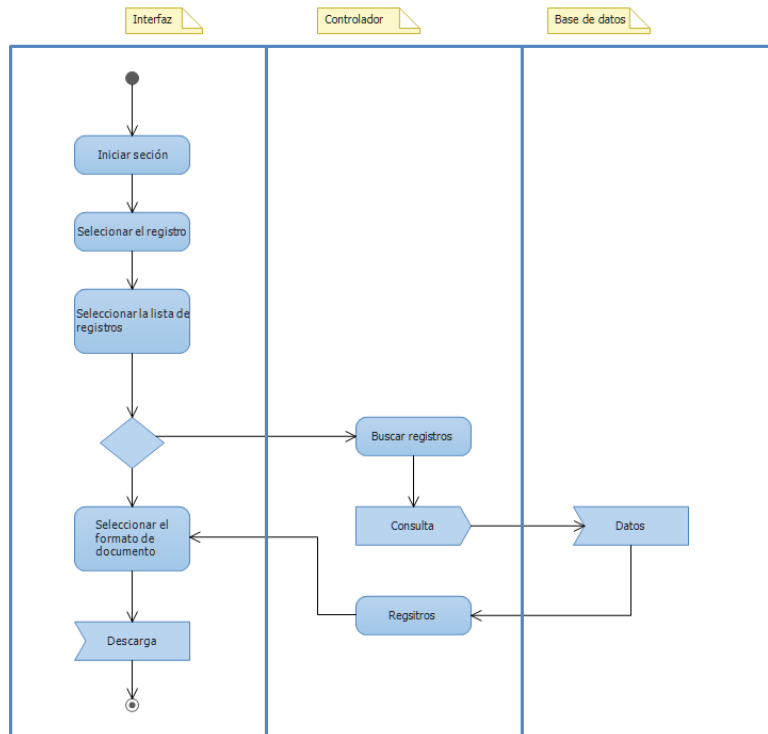 Interfaz
Controlador
Base de datos
Iniciar seción
Selecionar el registro
Seleccionar la lista de
registros
Buscar registros
Seleccionar el
formato de
documento
Consulta
Datos
Regsitros
Descarga